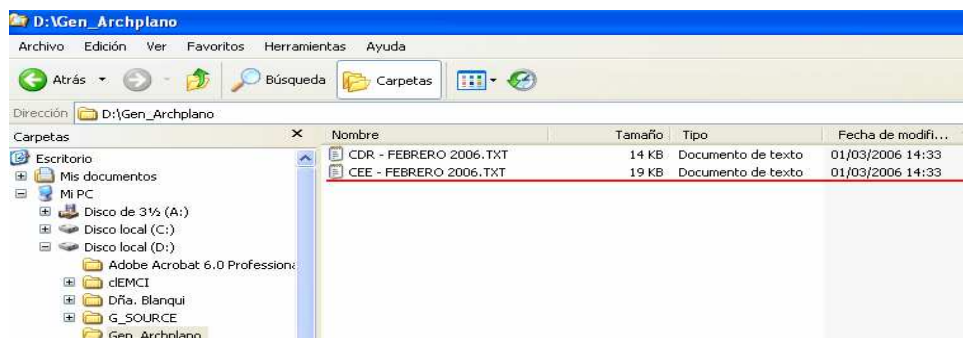 D:\Gen_Archplano
Archivo Edición Ver Favoritos Herramientas Ayuda
Atrás Búsqueda Carpetas
Dirección D:\Gen_Archplano
Carpetas Nombre Tamaño Tipo Fecha de modifi...
Escritorio CDR - FEBRERO 2006.TXT 14 KB Documento de texto 01/03/2006 14:33
Mis documentos CEE - FEBRERO 2006.TXT 19 KB Documento de texto 01/03/2006 14:33
Mi PC
Disco de 3½ (A:)
Disco local (C:)
Disco local (D:)
Adobe Acrobat 6.0 Professiona
clEMCI
Dña. Blanqui
G_SOURCE
Gen_Archplano